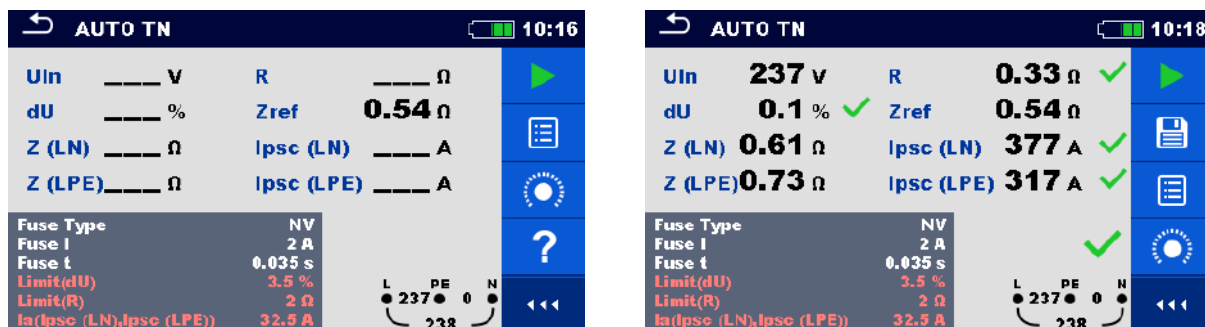 AUTO TN 10:16
Uln ___ V R ___ Ω
dU ___ % Zref 0.54 Ω
Z (LN) ___ Ω Ipsc (LN) ___ A
Z (LPE) ___ Ω Ipsc (LPE) ___ A
Fuse Type NV
Fuse I 2 A
Fuse t 0.035 s
Limit(dU) 3.5 %
Limit(R) 2 Ω
Ia(Ipsc (LN),Ipsc (LPE)) 32.5 A
?
L PE N
237 0
238
AUTO TN 10:18
Uln 237 V R 0.33 Ω
dU 0.1 % Zref 0.54 Ω
Z (LN) 0.61 Ω Ipsc (LN) 377 A
Z (LPE) 0.73 Ω Ipsc (LPE) 317 A
Fuse Type NV
Fuse I 2 A
Fuse t 0.035 s
Limit(dU) 3.5 %
Limit(R) 2 Ω
Ia(Ipsc (LN),Ipsc (LPE)) 32.5 A
L PE N
237 0
238